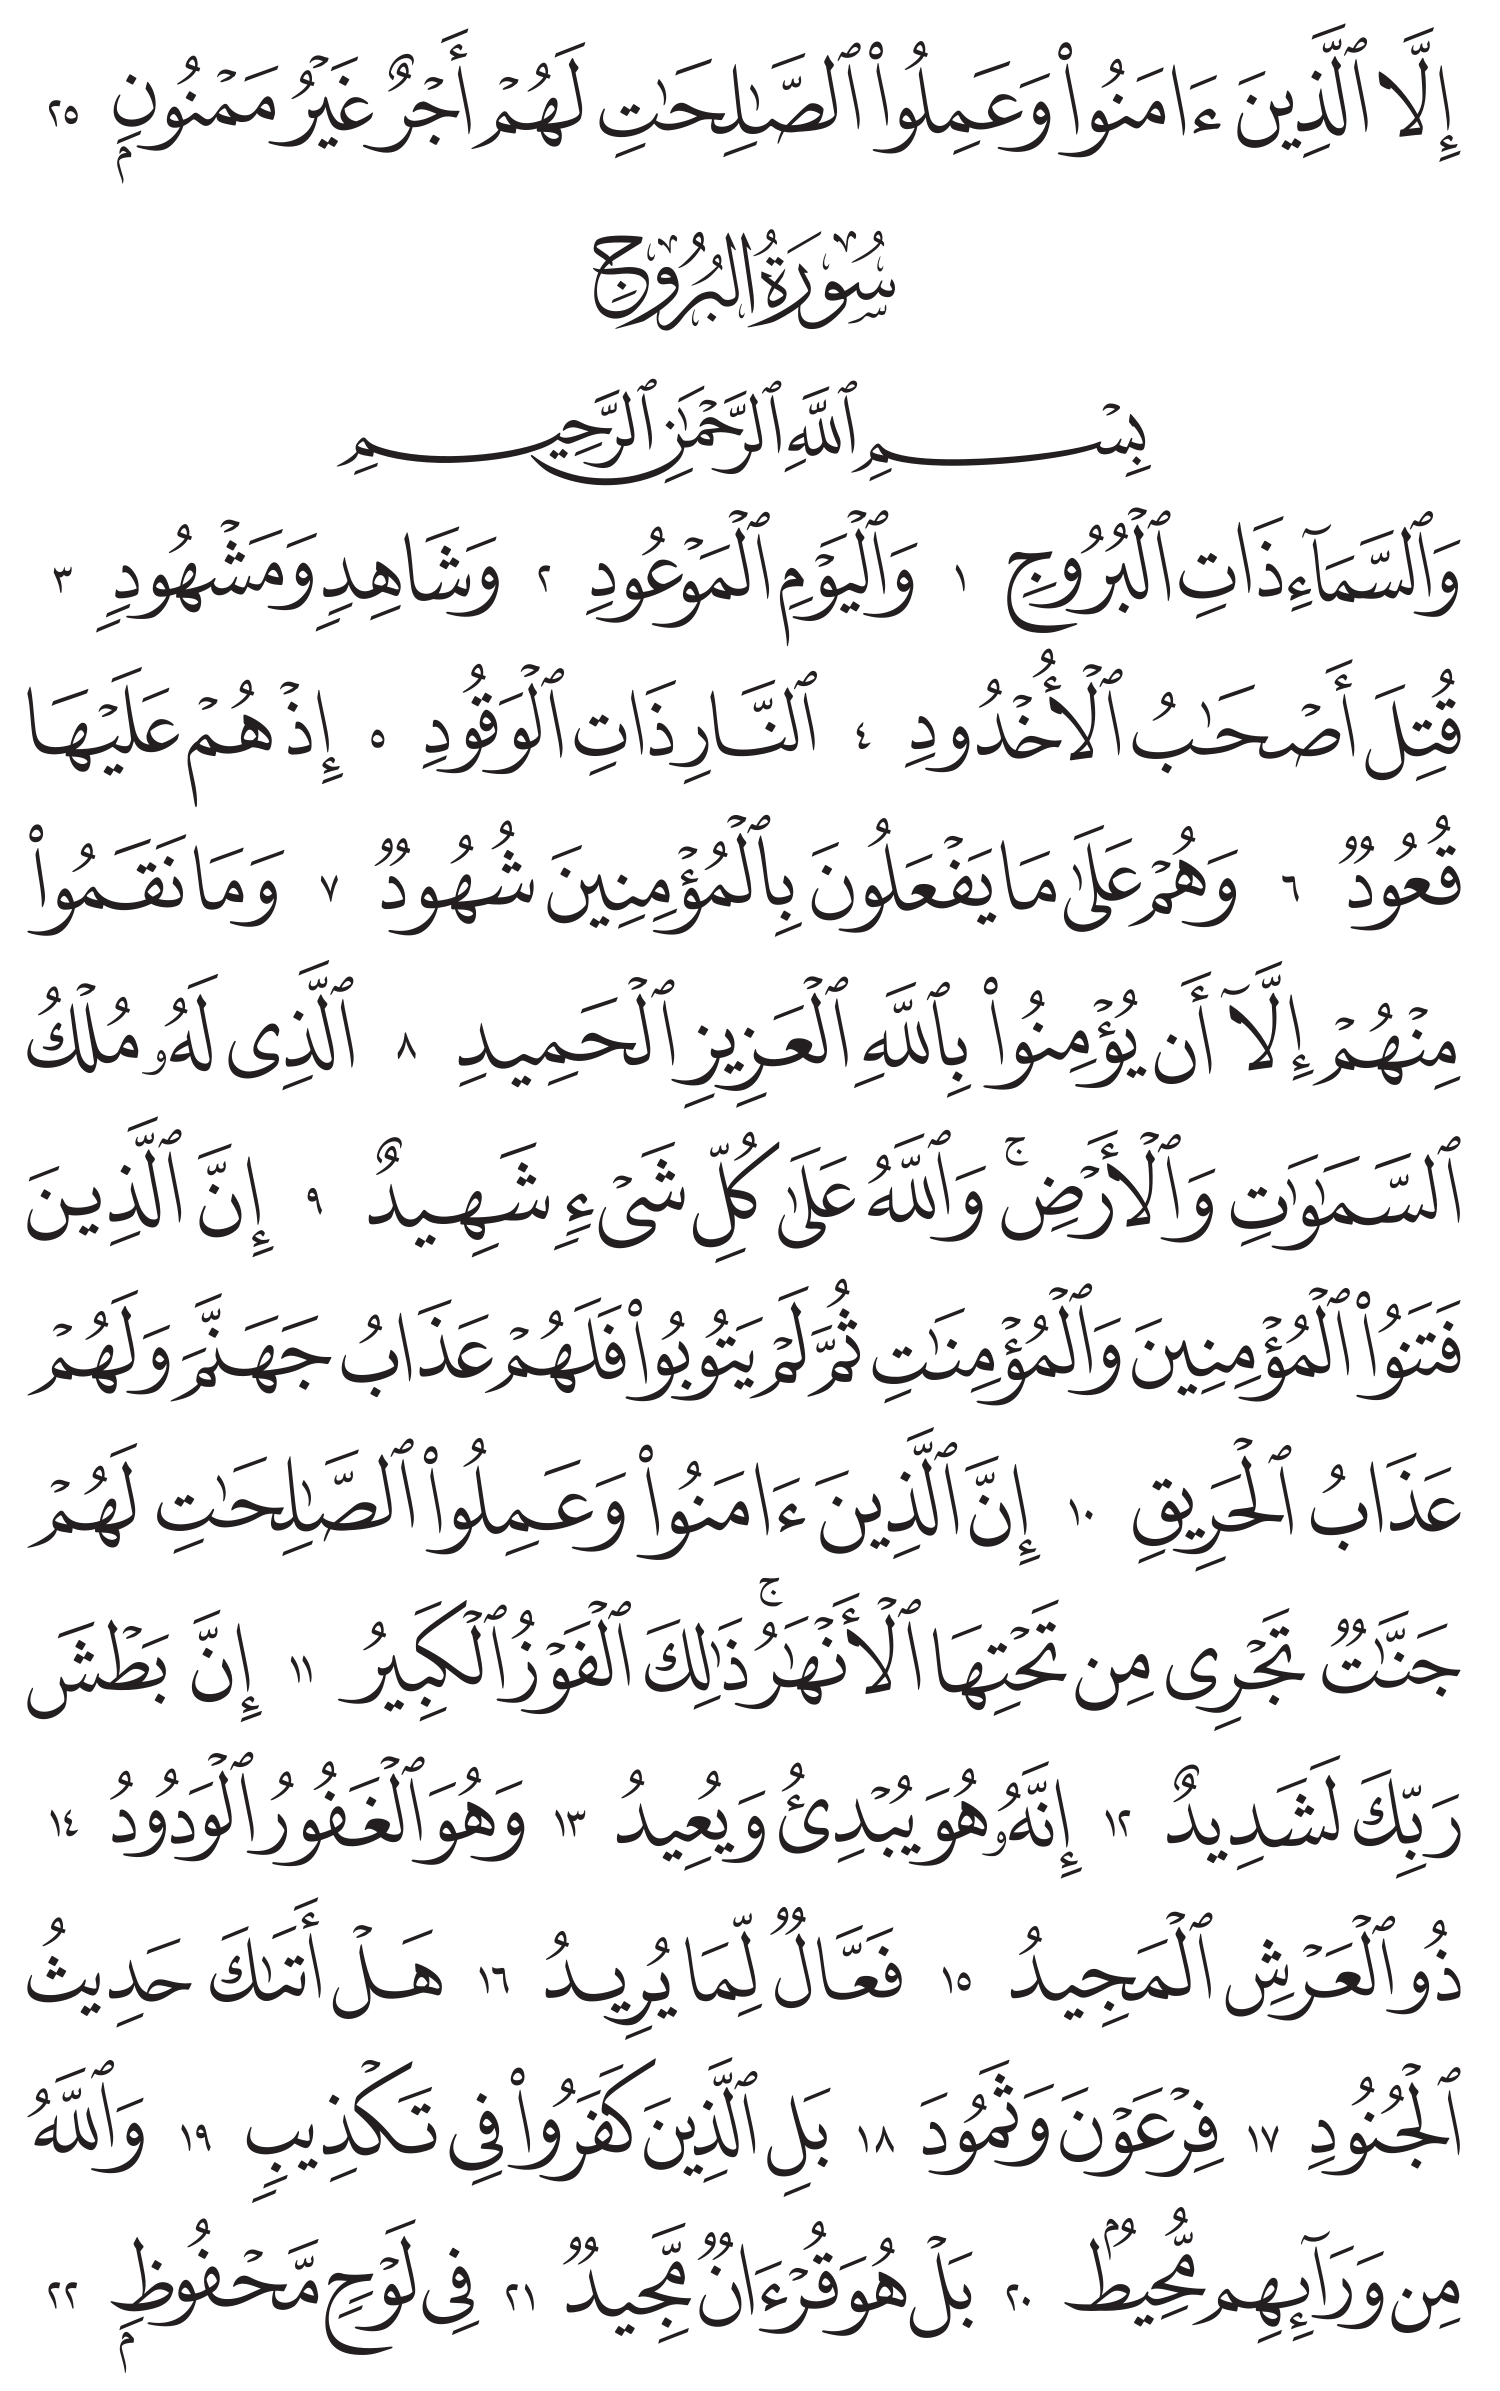 إِلَّا ٱلَّذِينَ ءَامَنُوا۟ وَعَمِلُوا۟ ٱلصَّـٰلِحَـٰتِ لَهُمْ أَجْرٌ غَيْرُ مَمْنُونٍۭ ٢٥
سُورَةُ البُرُوجِ
بِسْمِ ٱللَّهِ ٱلرَّحْمَـٰنِ ٱلرَّحِيمِ
وَٱلسَّمَآءِ ذَاتِ ٱلْبُرُوجِ ١ وَٱلْيَوْمِ ٱلْمَوْعُودِ ٢ وَشَاهِدٍ وَمَشْهُودٍ ٣
قُتِلَ أَصْحَـٰبُ ٱلْأُخْدُودِ ٤ ٱلنَّارِ ذَاتِ ٱلْوَقُودِ ٥ إِذْ هُمْ عَلَيْهَا
قُعُودٌ ٦ وَهُمْ عَلَىٰ مَا يَفْعَلُونَ بِٱلْمُؤْمِنِينَ شُهُودٌ ٧ وَمَا نَقَمُوا۟
مِنْهُمْ إِلَّآ أَن يُؤْمِنُوا۟ بِٱللَّهِ ٱلْعَزِيزِ ٱلْحَمِيدِ ٨ ٱلَّذِى لَهُۥ مُلْكُ
ٱلسَّمَـٰوَٰتِ وَٱلْأَرْضِ ۚ وَٱللَّهُ عَلَىٰ كُلِّ شَىْءٍ شَهِيدٌ ٩ إِنَّ ٱلَّذِينَ
فَتَنُوا۟ ٱلْمُؤْمِنِينَ وَٱلْمُؤْمِنَـٰتِ ثُمَّ لَمْ يَتُوبُوا۟ فَلَهُمْ عَذَابُ جَهَنَّمَ وَلَهُمْ
عَذَابُ ٱلْحَرِيقِ ١٠ إِنَّ ٱلَّذِينَ ءَامَنُوا۟ وَعَمِلُوا۟ ٱلصَّـٰلِحَـٰتِ لَهُمْ
جَنَّـٰتٌ تَجْرِى مِن تَحْتِهَا ٱلْأَنْهَـٰرُ ۚ ذَٰلِكَ ٱلْفَوْزُ ٱلْكَبِيرُ ١١ إِنَّ بَطْشَ
رَبِّكَ لَشَدِيدٌ ١٢ إِنَّهُۥ هُوَ يُبْدِئُ وَيُعِيدُ ١٣ وَهُوَ ٱلْغَفُورُ ٱلْوَدُودُ ١٤
ذُو ٱلْعَرْشِ ٱلْمَجِيدُ ١٥ فَعَّالٌ لِّمَا يُرِيدُ ١٦ هَلْ أَتَىٰكَ حَدِيثُ
ٱلْجُنُودِ ١٧ فِرْعَوْنَ وَثَمُودَ ١٨ بَلِ ٱلَّذِينَ كَفَرُوا۟ فِى تَكْذِيبٍ ١٩ وَٱللَّهُ
مِن وَرَآئِهِم مُّحِيطٌۢ ٢٠ بَلْ هُوَ قُرْءَانٌ مَّجِيدٌ ٢١ فِى لَوْحٍ مَّحْفُوظٍۭ ٢٢